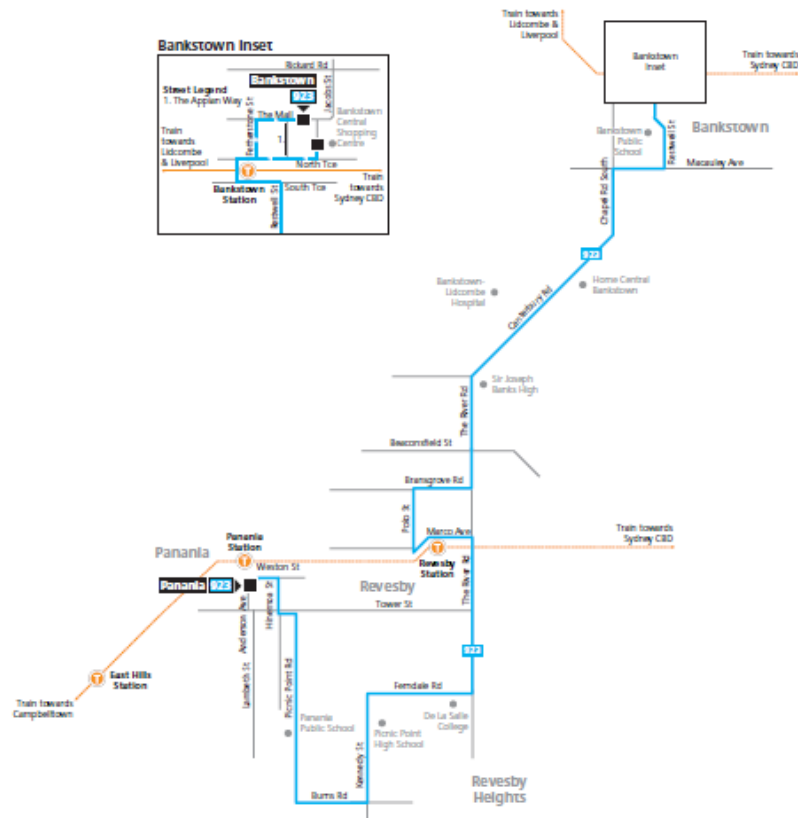 Train towards
Lidcombe &
Liverpool
Bankstown
Inset
Train towards
Sydney CBD
Bankstown Inset
Rickard Rd
Bankstown
923
Jacobs St
Street Legend
1. The Appian Way
Fetherstone St
The Mall
1.
Bankstown
Central
Shopping
Centre
Train
towards
Lidcombe
& Liverpool
North Tce
T
Bankstown
Station
South Tce
Train
towards
Sydney CBD
Restwell St
Bankstown
Public
School
Restwell St
Bankstown
Macauley Ave
Chapel Rd South
923
Bankstown-
Lidcombe
Hospital
Home Central
Bankstown
Canterbury Rd
Sir Joseph
Banks High
The River Rd
Beaconsfield St
Bransgrove Rd
Polo St
Marco Ave
Train towards
Sydney CBD
Panania
Panania
Station
T
T
Revesby
Station
Weston St
Revesby
The River Rd
Panania
923
Hinemoa St
Tower St
Anderson Ave
923
Lambeth St
Picnic Point Rd
T
East Hills
Station
Ferndale Rd
Train towards
Campbelltown
De La Salle
College
Panania
Public School
Picnic Point
High School
Kennedy St
Burns Rd
Revesby
Heights